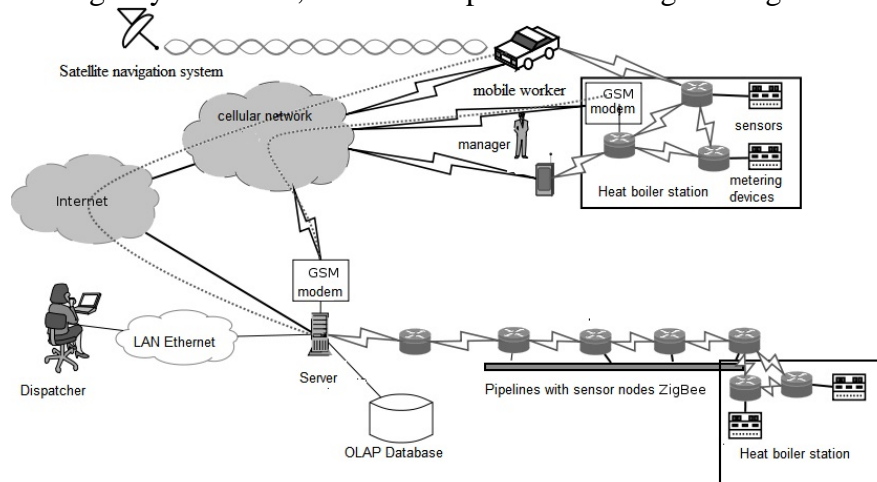 Satellite navigation system
mobile worker
cellular network
GSM
modem
sensors
manager
metering
devices
Heat boiler station
Internet
GSM
modem
LAN Ethernet
Dispatcher
Server
Pipelines with sensor nodes ZigBee
OLAP Database
Heat boiler station